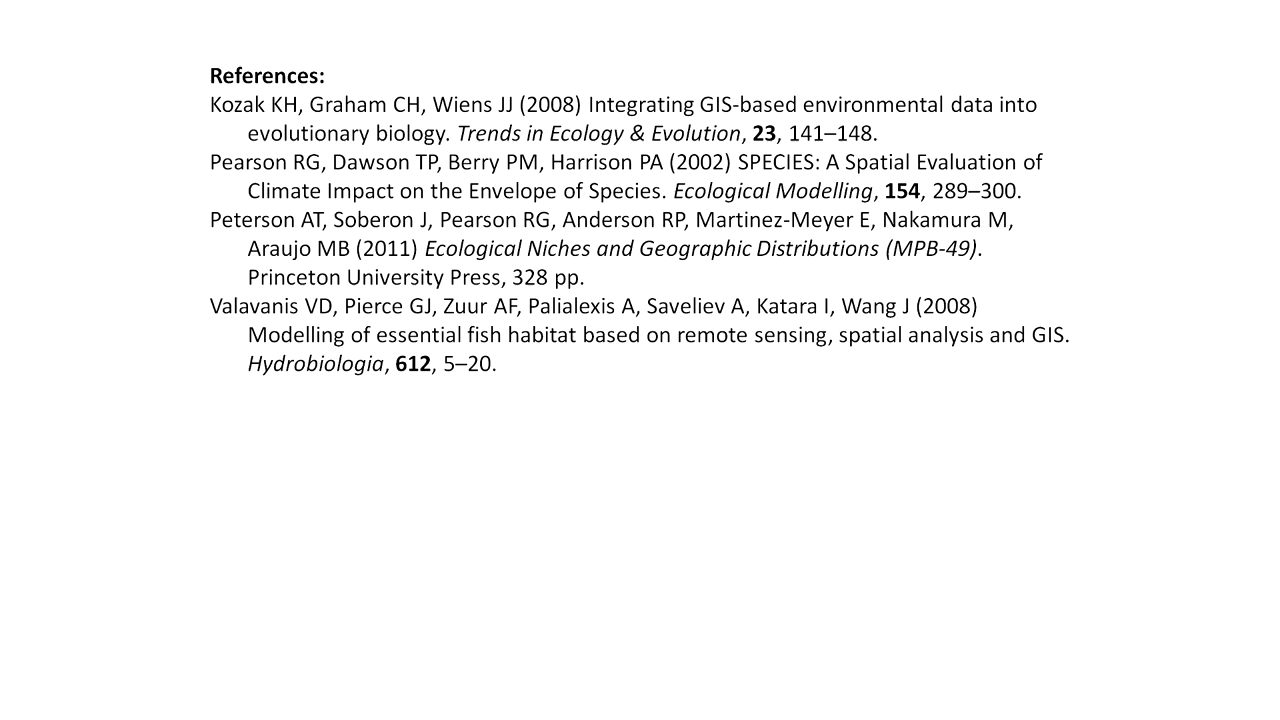 References:
Kozak KH, Graham CH, Wiens JJ (2008) Integrating GIS-based environmental data into
evolutionary biology. Trends in Ecology & Evolution, 23, 141–148.
Pearson RG, Dawson TP, Berry PM, Harrison PA (2002) SPECIES: A Spatial Evaluation of
Climate Impact on the Envelope of Species. Ecological Modelling, 154, 289–300.
Peterson AT, Soberon J, Pearson RG, Anderson RP, Martinez-Meyer E, Nakamura M,
Araujo MB (2011) Ecological Niches and Geographic Distributions (MPB-49).
Princeton University Press, 328 pp.
Valavanis VD, Pierce GJ, Zuur AF, Palialexis A, Saveliev A, Katara I, Wang J (2008)
Modelling of essential fish habitat based on remote sensing, spatial analysis and GIS.
Hydrobiologia, 612, 5–20.